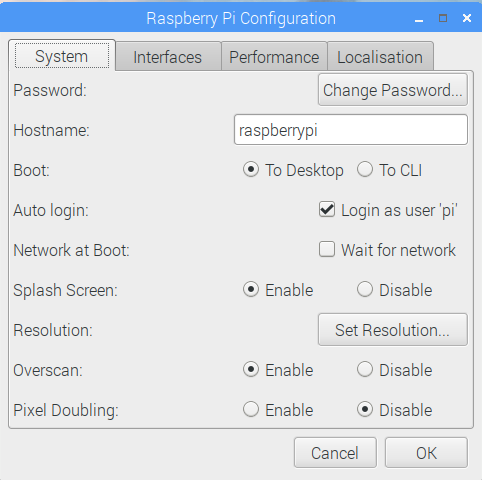 Raspberry Pi Configuration
System Interfaces Performance Localisation
Password: Change Password...
Hostname: raspberrypi
Boot: To Desktop To CLI
Auto login: Login as user 'pi'
Network at Boot: Wait for network
Splash Screen: Enable Disable
Resolution: Set Resolution...
Overscan: Enable Disable
Pixel Doubling: Enable Disable
Cancel OK